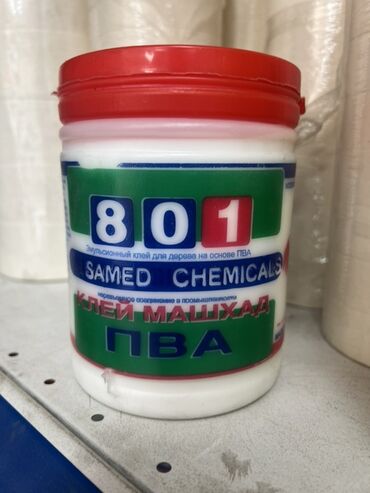 801
Эмульсионный клей для дерева на основе ПВА
SAMED CHEMICALS
КЛЕЙ МАШХАД
ПВА